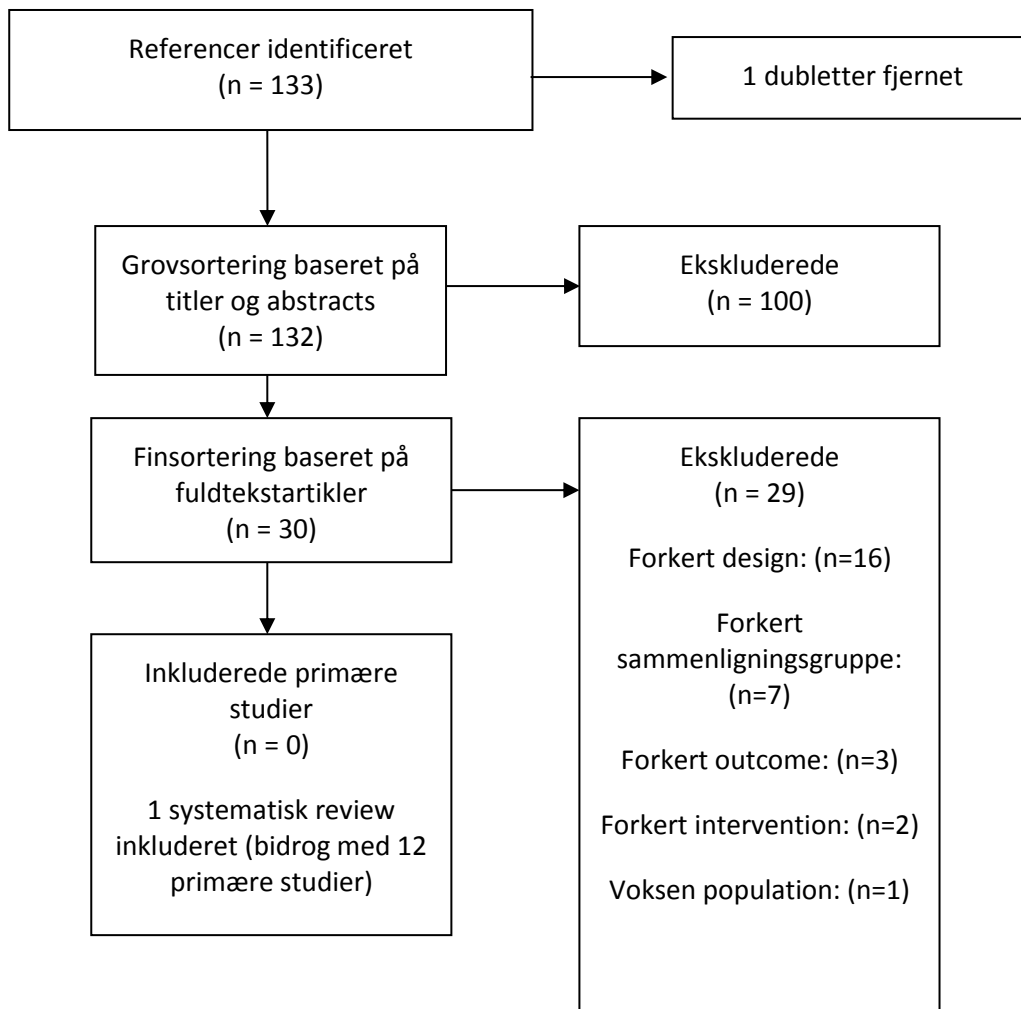 Referencer identificeret
(n = 133)
1 dubletter fjernet
Grovsortering baseret på
titler og abstracts
(n = 132)
Ekskluderede
(n = 100)
Finsortering baseret på
fuldtekstartikler
(n = 30)
Ekskluderede
(n = 29)
Forkert design: (n=16)
Forkert
sammenligningsgruppe:
(n=7)
Forkert outcome: (n=3)
Forkert intervention: (n=2)
Voksen population: (n=1)
Inkluderede primære
studier
(n = 0)
1 systematisk review
inkluderet (bidrog med 12
primære studier)